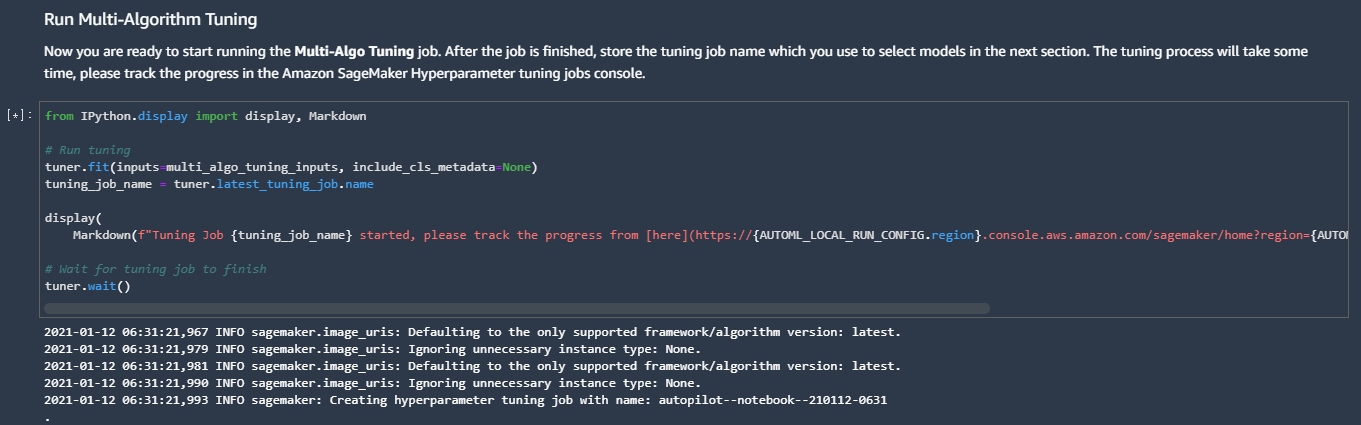 Run Multi-Algorithm Tuning
Now you are ready to start running the Multi-Algo Tuning job. After the job is finished, store the tuning job name which you use to select models in the next section. The tuning process will take some
time, please track the progress in the Amazon SageMaker Hyperparameter tuning jobs console.
[*]: from IPython.display import display, Markdown
# Run tuning
tuner.fit(inputs=multi_algo_tuning_inputs, include_cls_metadata=None)
tuning_job_name = tuner.latest_tuning_job.name
display(
    Markdown(f"Tuning Job {tuning_job_name} started, please track the progress from [here](https://{AUTOML_LOCAL_RUN_CONFIG.region}.console.aws.amazon.com/sagemaker/home?region={AUTO
# Wait for tuning job to finish
tuner.wait()
2021-01-12 06:31:21,967 INFO sagemaker.image_uris: Defaulting to the only supported framework/algorithm version: latest.
2021-01-12 06:31:21,979 INFO sagemaker.image_uris: Ignoring unnecessary instance type: None.
2021-01-12 06:31:21,981 INFO sagemaker.image_uris: Defaulting to the only supported framework/algorithm version: latest.
2021-01-12 06:31:21,990 INFO sagemaker.image_uris: Ignoring unnecessary instance type: None.
2021-01-12 06:31:21,993 INFO sagemaker: Creating hyperparameter tuning job with name: autopilot--notebook--210112-0631
.